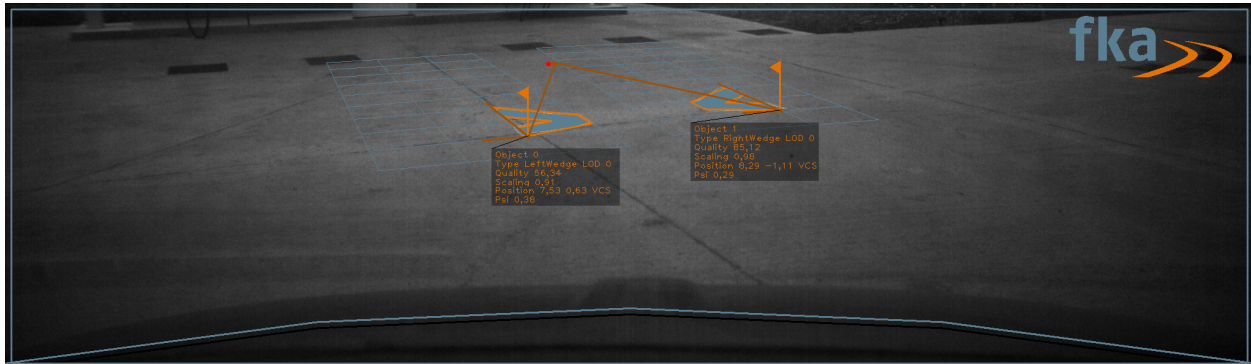 fka
Object 0
Type LeftWedge LOD 0
Quality 56,34
Scaling 0,91
Position 7,53 0,63 VCS
Psi 0,38
Object 1
Type RightWedge LOD 0
Quality 85,12
Scaling 0,98
Position 8,29 -1,11 VCS
Psi 0,29